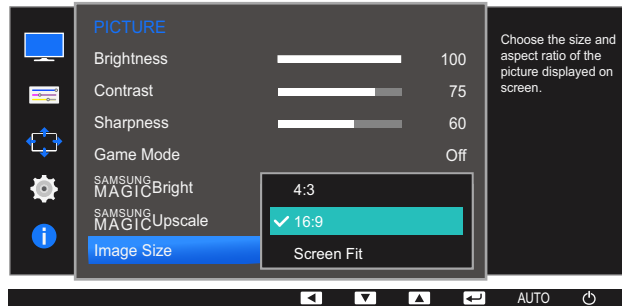 PICTURE
Brightness 100
Contrast 75
Sharpness 60
Game Mode Off
SAMSUNG
MAGICBright
SAMSUNG
MAGICUpscale
Image Size
4:3
16:9
Screen Fit
Choose the size and
aspect ratio of the
picture displayed on
screen.
AUTO